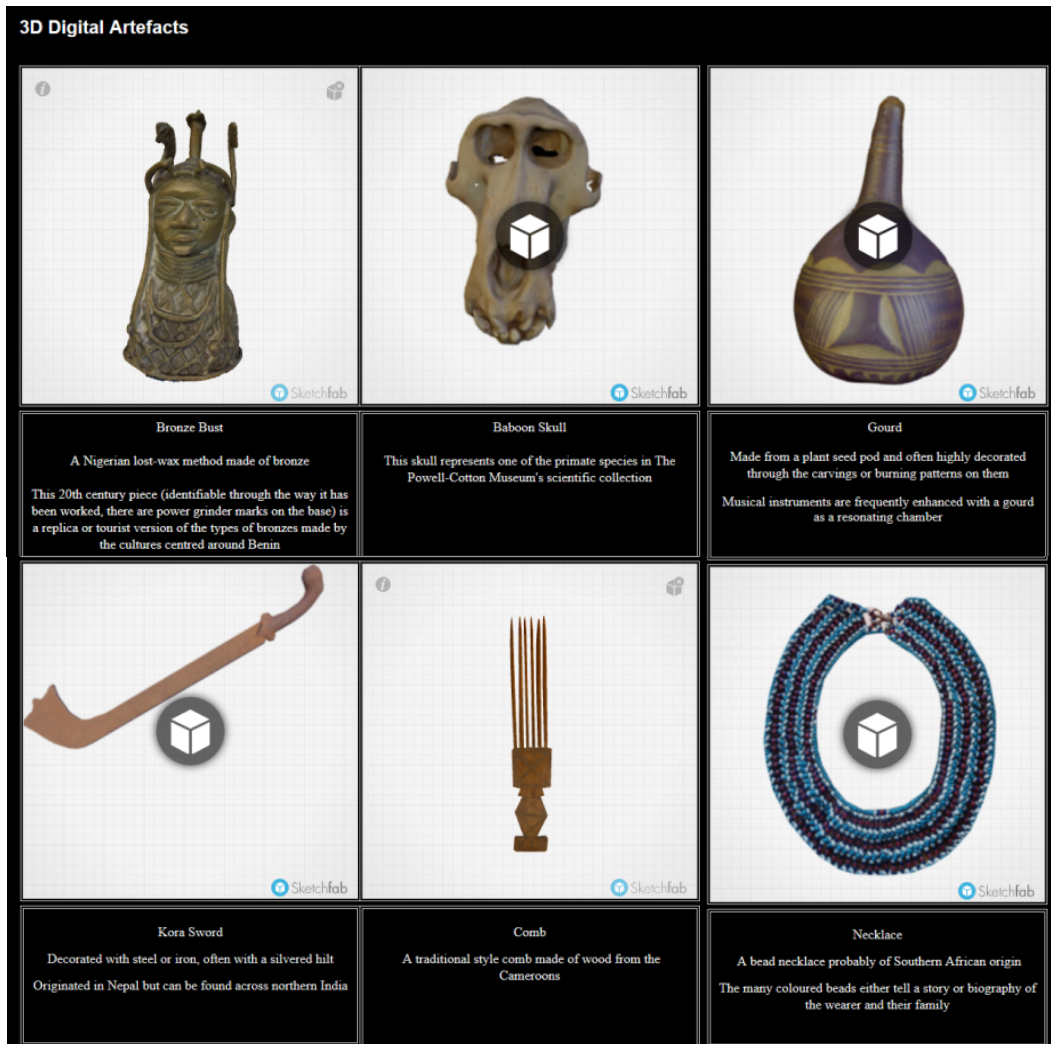 3D Digital Artefacts
Sketchfab
Sketchfab
Sketchfab
Bronze Bust
A Nigerian lost-wax method made of bronze
This 20th century piece (identifiable through the way it has
been worked, there are power grinder marks on the base) is
a replica or tourist version of the types of bronzes made by
the cultures centred around Benin
Baboon Skull
This skull represents one of the primate species in The
Powell-Cotton Museum's scientific collection
Gourd
Made from a plant seed pod and often highly decorated
through the carvings or burning patterns on them
Musical instruments are frequently enhanced with a gourd
as a resonating chamber
Sketchfab
Sketchfab
Sketchfab
Kora Sword
Decorated with steel or iron, often with a silvered hilt
Originated in Nepal but can be found across northern India
Comb
A traditional style comb made of wood from the
Cameroons
Necklace
A bead necklace probably of Southern African origin
The many coloured beads either tell a story or biography of
the wearer and their family